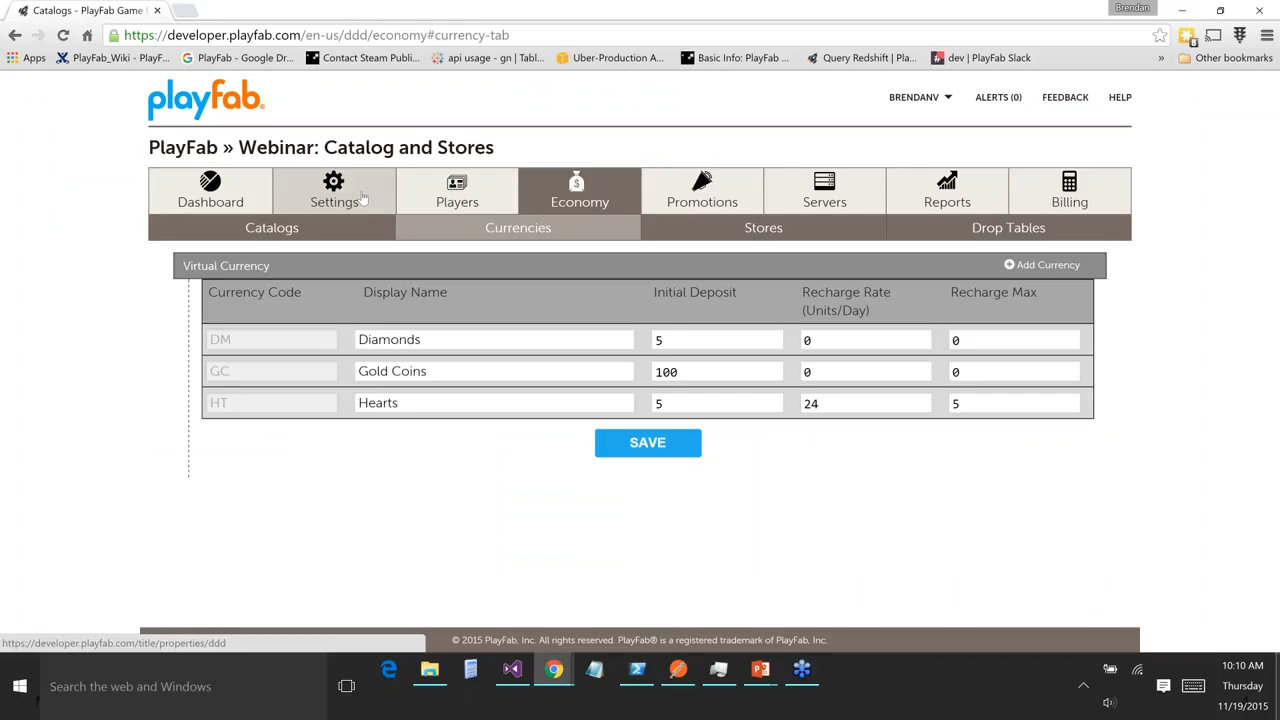 Catalogs - PlayFab Game
Brendan
https://developer.playfab.com/en-us/ddd/economy#currency-tab
Apps PlayFab_Wiki - PlayF... PlayFab - Google Dr... Contact Steam Publi... api usage - gn | Tabl... Uber-Production A... Basic Info: PlayFab ... Query Redshift | Pla... dev | PlayFab Slack » Other bookmarks
playfab.
BRENDANV ALERTS (0) FEEDBACK HELP
PlayFab » Webinar: Catalog and Stores
Dashboard Settings Players Economy Promotions Servers Reports Billing
Catalogs Currencies Stores Drop Tables
Virtual Currency Add Currency
Currency Code Display Name Initial Deposit Recharge Rate (Units/Day) Recharge Max
DM Diamonds 5 0 0
GC Gold Coins 100 0 0
HT Hearts 5 24 5
SAVE
© 2015 PlayFab, Inc. All rights reserved. PlayFab® is a registered trademark of PlayFab, Inc.
https://developer.playfab.com/title/properties/ddd
Search the web and Windows
10:10 AM
Thursday
11/19/2015